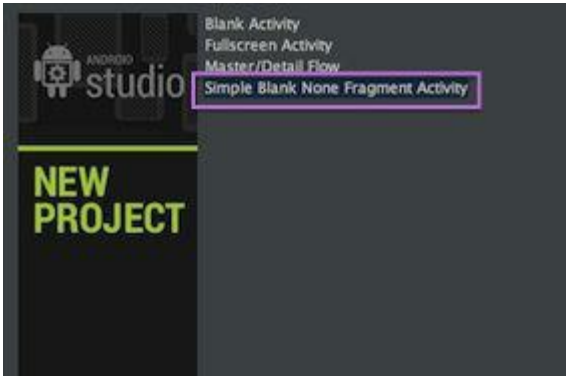 ANDROID
studio
NEW
PROJECT
Blank Activity
Fullscreen Activity
Master/Detail Flow
Simple Blank None Fragment Activity